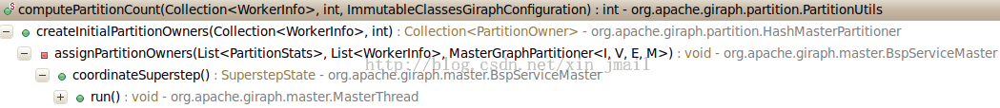 computePartitionCount(Collection<WorkerInfo>, int, ImmutableClassesGiraphConfiguration) : int - org.apache.giraph.partition.PartitionUtils
createInitialPartitionOwners(Collection<WorkerInfo>, int) : Collection<PartitionOwner> - org.apache.giraph.partition.HashMasterPartitioner
assignPartitionOwners(List<PartitionStats>, List<WorkerInfo>, MasterGraphPartitioner<I, V, E, M>) : void - org.apache.giraph.master.BspServiceMaster
http://blog.csdn.net/xin_jmail
coordinateSuperstep() : SuperstepState - org.apache.giraph.master.BspServiceMaster
run() : void - org.apache.giraph.master.MasterThread